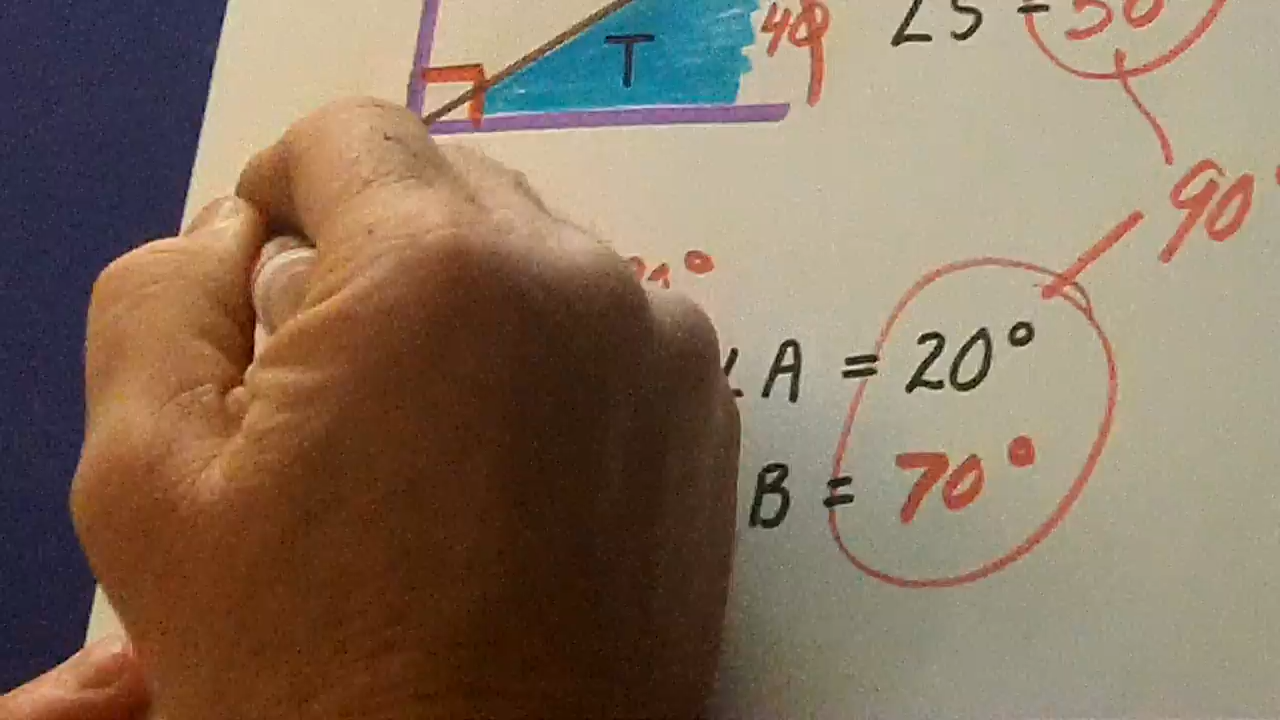 ∠S = 50
T
40
90°
∠A = 20°
B = 70°